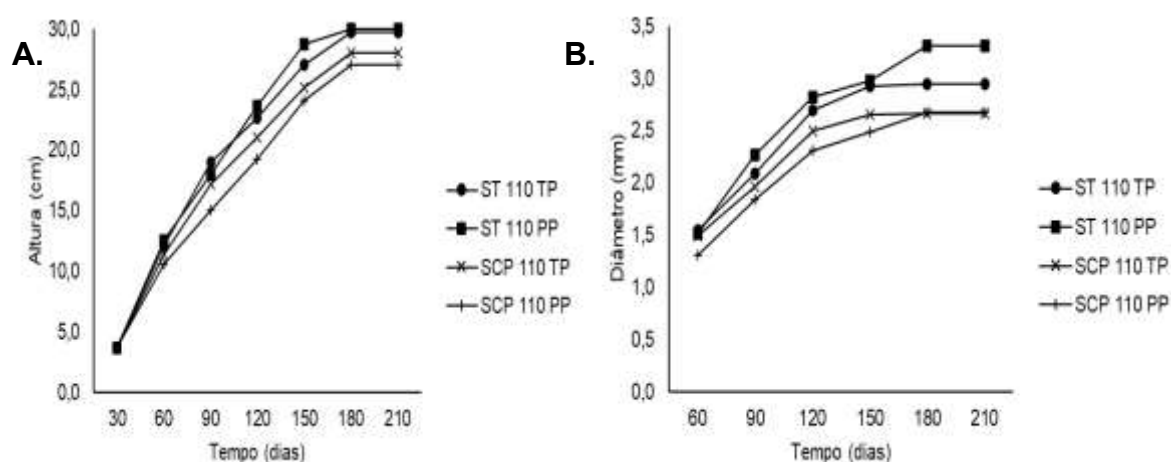 A.
Altura (cm)
30,0
25,0
20,0
15,0
10,0
5,0
0,0
30 60 90 120 150 180 210
Tempo (dias)
ST 110 TP
ST 110 PP
SCP 110 TP
SCP 110 PP
B.
Diâmetro (mm)
3,5
3,0
2,5
2,0
1,5
1,0
0,5
0,0
60 90 120 150 180 210
Tempo (dias)
ST 110 TP
ST 110 PP
SCP 110 TP
SCP 110 PP